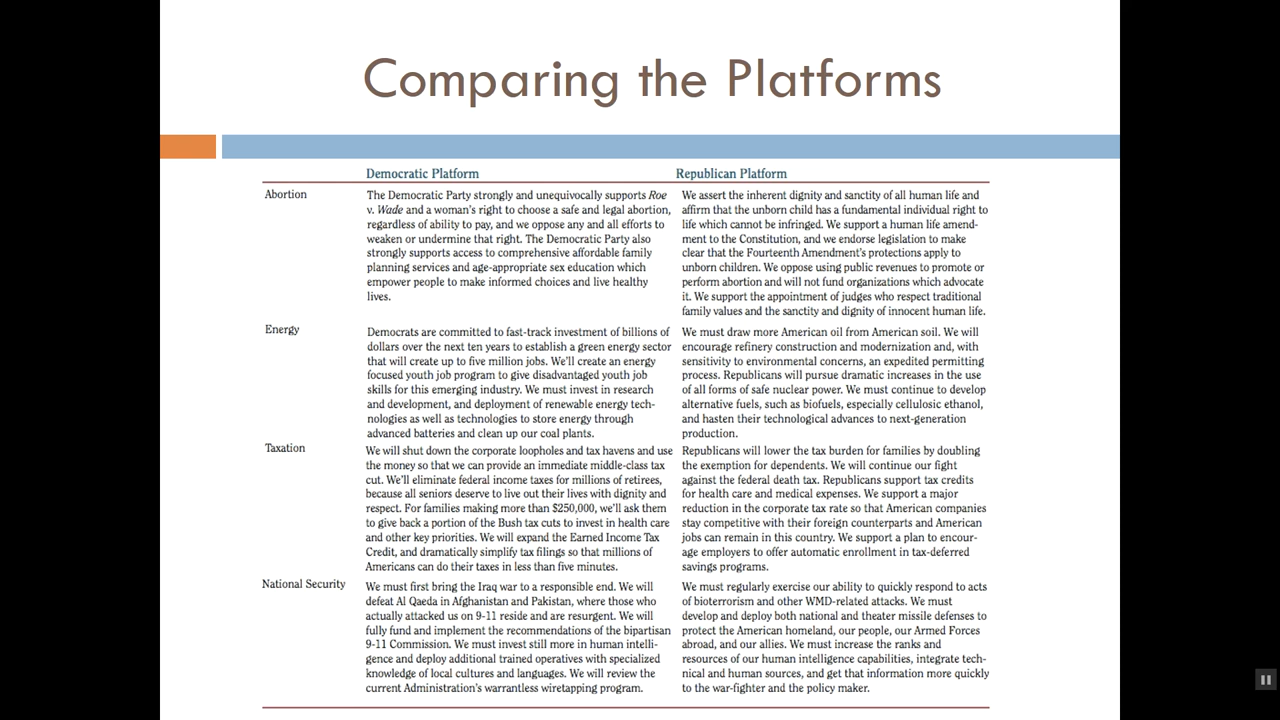 Comparing the Platforms
Democratic Platform
Republican Platform
Abortion
The Democratic Party strongly and unequivocally supports Roe
v. Wade and a woman's right to choose a safe and legal abortion,
regardless of ability to pay, and we oppose any and all efforts to
weaken or undermine that right. The Democratic Party also
strongly supports access to comprehensive affordable family
planning services and age-appropriate sex education which
empower people to make informed choices and live healthy
lives.
We assert the inherent dignity and sanctity of all human life and
affirm that the unborn child has a fundamental individual right to
life which cannot be infringed. We support a human life amend-
ment to the Constitution, and we endorse legislation to make
clear that the Fourteenth Amendment's protections apply to
unborn children. We oppose using public revenues to promote or
perform abortion and will not fund organizations which advocate
it. We support the appointment of judges who respect traditional
family values and the sanctity and dignity of innocent human life.
Energy
Democrats are committed to fast-track investment of billions of
dollars over the next ten years to establish a green energy sector
that will create up to five million jobs. We'll create an energy
focused youth job program to give disadvantaged youth job
skills for this emerging industry. We must invest in research
and development, and deployment of renewable energy tech-
nologies as well as technologies to store energy through
advanced batteries and clean up our coal plants.
We must draw more American oil from American soil. We will
encourage refinery construction and modernization and, with
sensitivity to environmental concerns, an expedited permitting
process. Republicans will pursue dramatic increases in the use
of all forms of safe nuclear power. We must continue to develop
alternative fuels, such as biofuels, especially cellulosic ethanol,
and hasten their technological advances to next-generation
production.
Taxation
We will shut down the corporate loopholes and tax havens and use
the money so that we can provide an immediate middle-class tax
cut. We'll eliminate federal income taxes for millions of retirees,
because all seniors deserve to live out their lives with dignity and
respect. For families making more than $250,000, we'll ask them
to give back a portion of the Bush tax cuts to invest in health care
and other key priorities. We will expand the Earned Income Tax
Credit, and dramatically simplify tax filings so that millions of
Americans can do their taxes in less than five minutes.
Republicans will lower the tax burden for families by doubling
the exemption for dependents. We will continue our fight
against the federal death tax. Republicans support tax credits
for health care and medical expenses. We support a major
reduction in the corporate tax rate so that American companies
stay competitive with their foreign counterparts and American
jobs can remain in this country. We support a plan to encour-
age employers to offer automatic enrollment in tax-deferred
savings programs.
National Security
We must first bring the Iraq war to a responsible end. We will
defeat Al Qaeda in Afghanistan and Pakistan, where those who
actually attacked us on 9-11 reside and are resurgent. We will
fully fund and implement the recommendations of the bipartisan
9-11 Commission. We must invest still more in human intelli-
gence and deploy additional trained operatives with specialized
knowledge of local cultures and languages. We will review the
current Administration's warrantless wiretapping program.
We must regularly exercise our ability to quickly respond to acts
of bioterrorism and other WMD-related attacks. We must
develop and deploy both national and theater missile defenses to
protect the American homeland, our people, our Armed Forces
abroad, and our allies. We must increase the ranks and
resources of our human intelligence capabilities, integrate tech-
nical and human sources, and get that information more quickly
to the war-fighter and the policy maker.